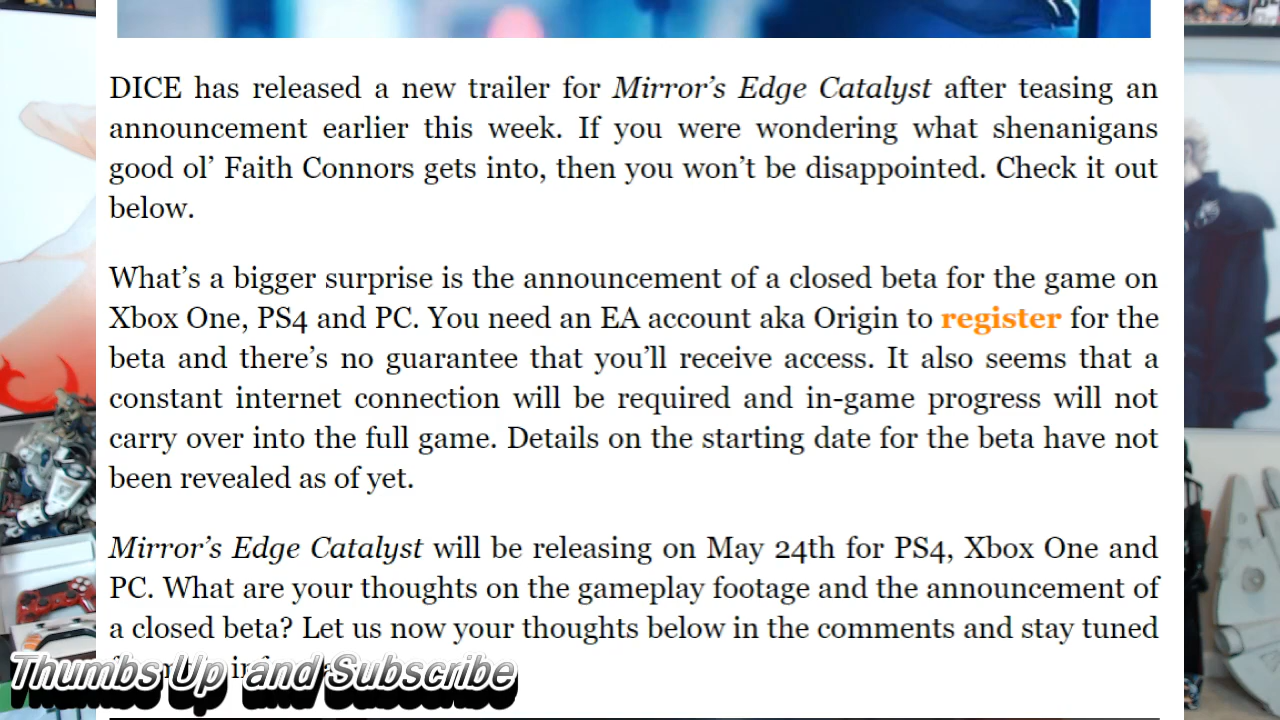 DICE has released a new trailer for Mirror’s Edge Catalyst after teasing an
announcement earlier this week. If you were wondering what shenanigans
good ol’ Faith Connors gets into, then you won’t be disappointed. Check it out
below.
What’s a bigger surprise is the announcement of a closed beta for the game on
Xbox One, PS4 and PC. You need an EA account aka Origin to register for the
beta and there’s no guarantee that you’ll receive access. It also seems that a
constant internet connection will be required and in-game progress will not
carry over into the full game. Details on the starting date for the beta have not
been revealed as of yet.
Mirror’s Edge Catalyst will be releasing on May 24th for PS4, Xbox One and
PC. What are your thoughts on the gameplay footage and the announcement of
a closed beta? Let us now your thoughts below in the comments and stay tuned
Thumbs Up and Subscribe